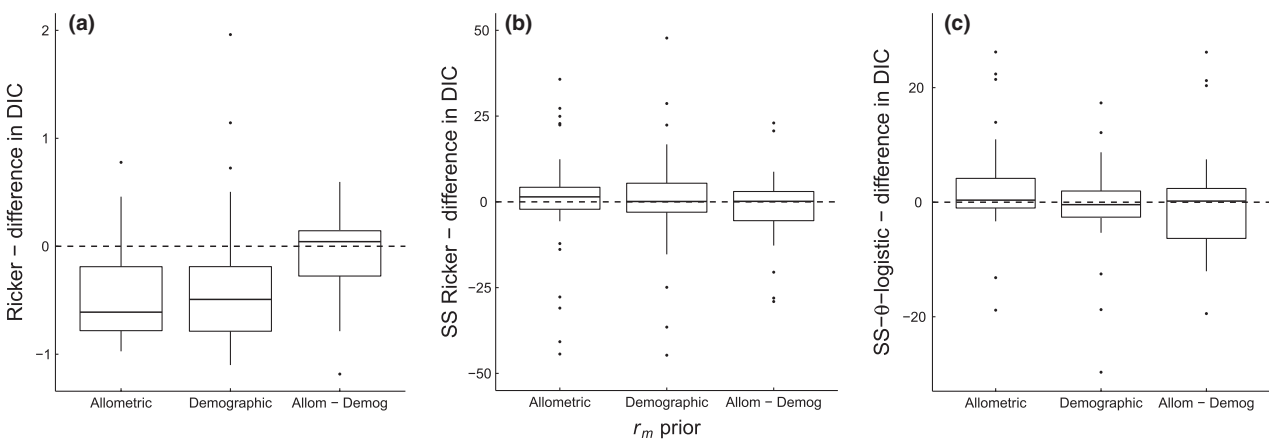 (a)
Ricker – difference in DIC
2
1
0
−1
Allometric
Demographic
Allom − Demog
(b)
SS Ricker – difference in DIC
50
25
0
−25
−50
Allometric
Demographic
Allom − Demog
r_m prior
(c)
SS-θ-logistic – difference in DIC
20
0
−20
Allometric
Demographic
Allom − Demog